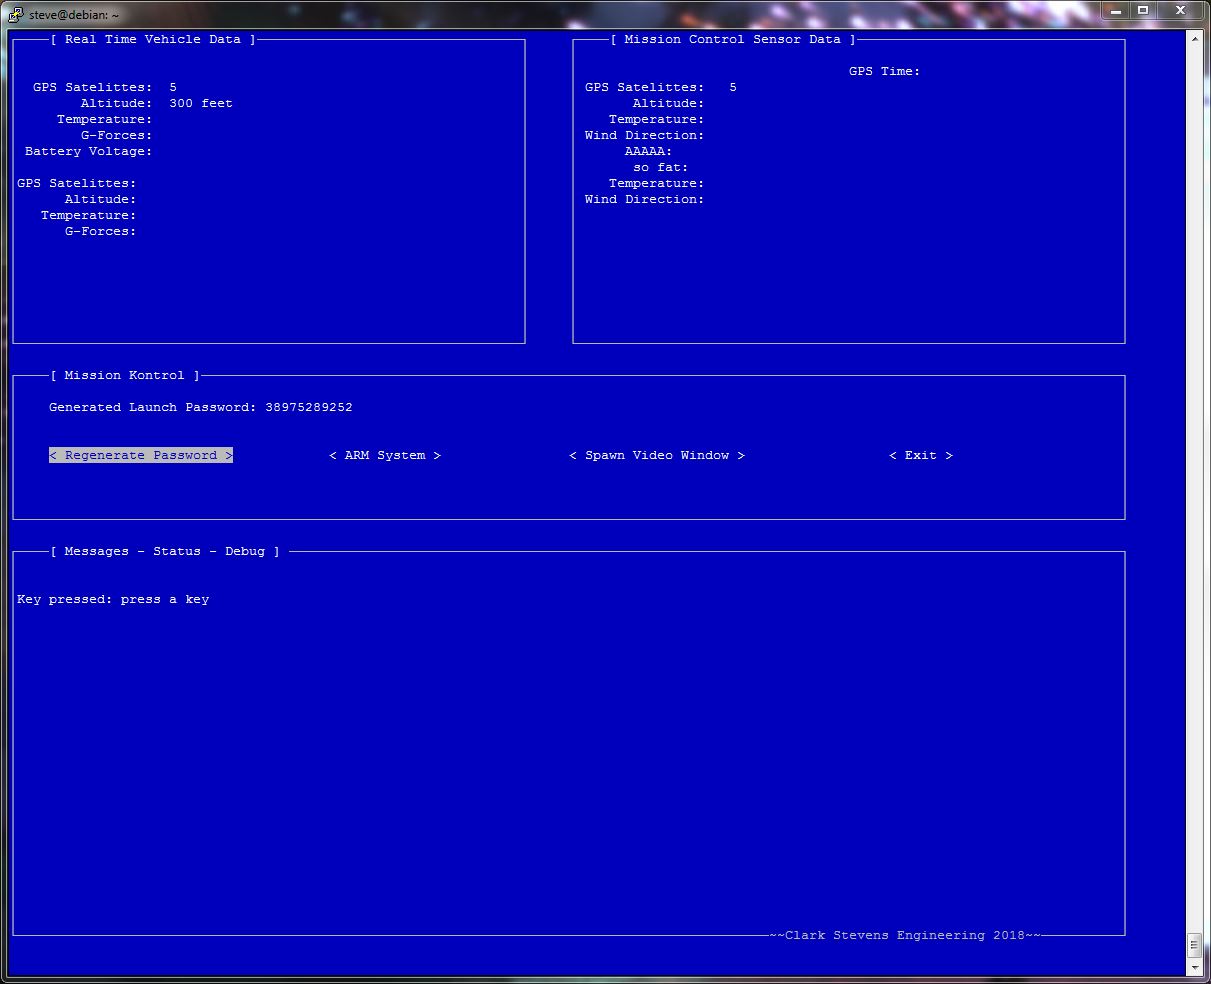 steve@debian: ~
[ Real Time Vehicle Data ]
GPS Satelittes: 5
Altitude: 300 feet
Temperature:
G-Forces:
Battery Voltage:
GPS Satelittes:
Altitude:
Temperature:
G-Forces:
[ Mission Control Sensor Data ]
GPS Time:
GPS Satelittes: 5
Altitude:
Temperature:
Wind Direction:
AAAAA:
so fat:
Temperature:
Wind Direction:
[ Mission Kontrol ]
Generated Launch Password: 38975289252
< Regenerate Password > < ARM System > < Spawn Video Window > < Exit >
[ Messages - Status - Debug ]
Key pressed: press a key
~~Clark Stevens Engineering 2018~~